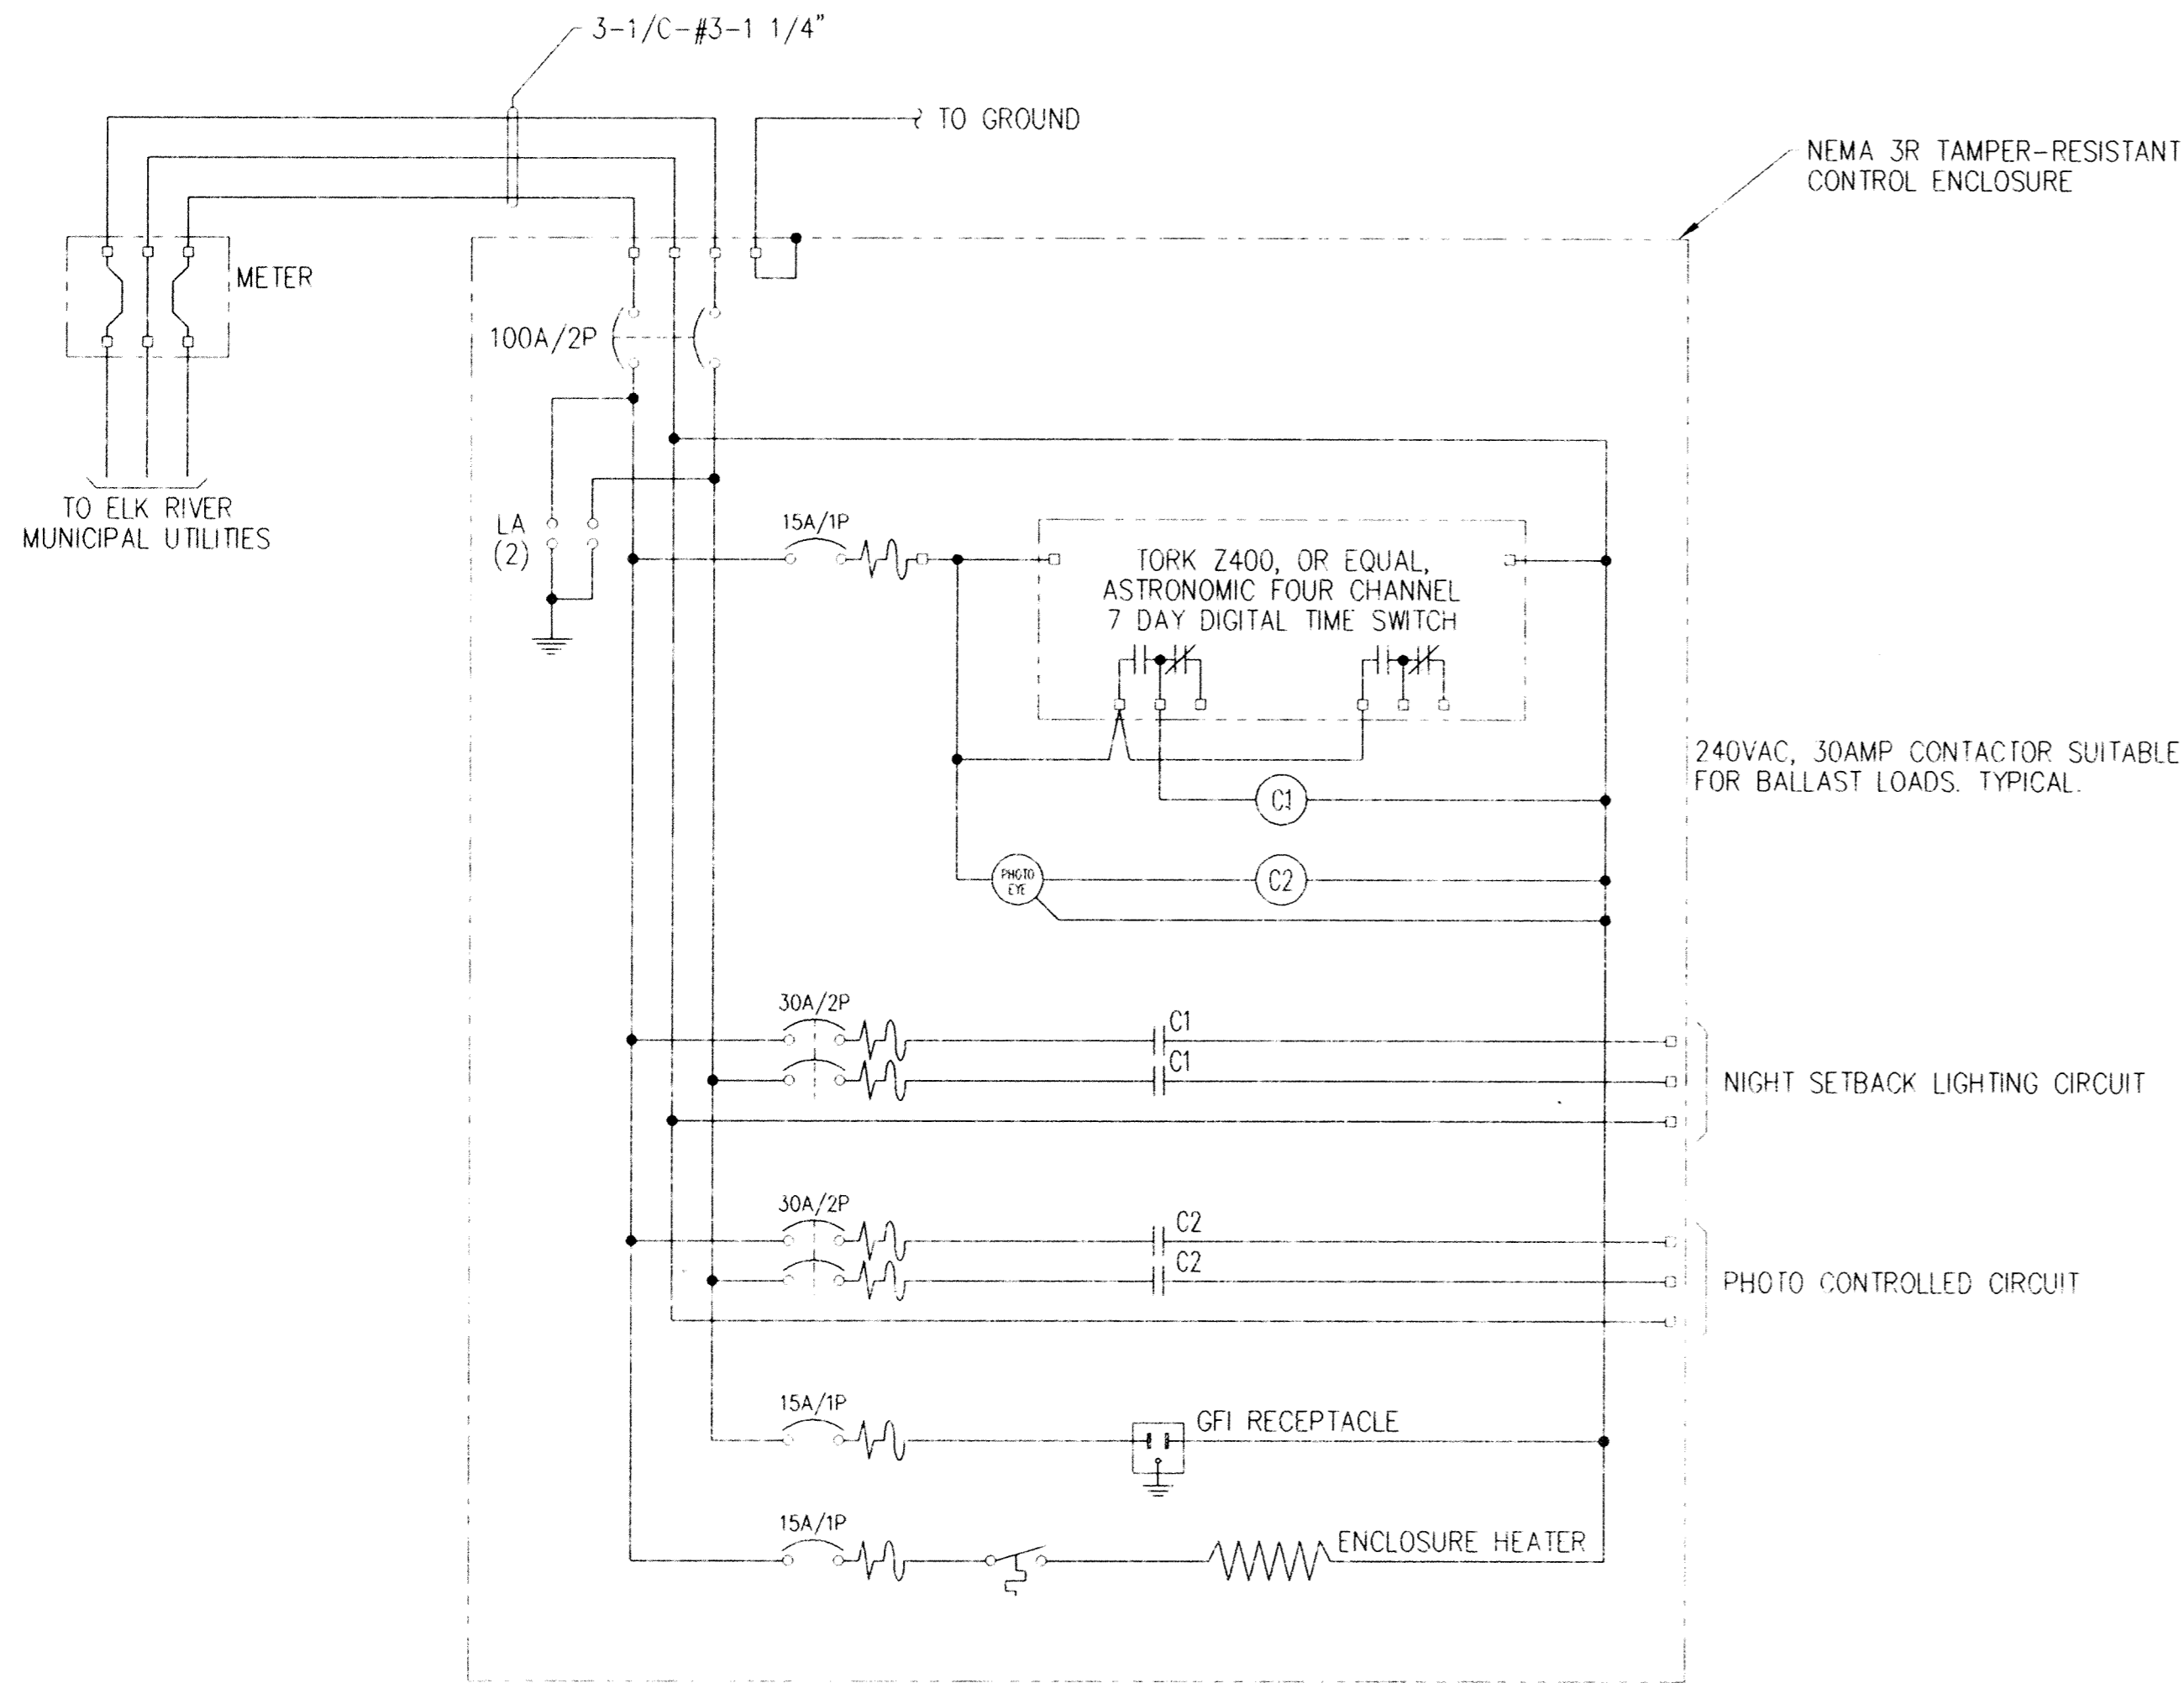 3-1/C-#3-1 1/4"
TO GROUND
NEMA 3R TAMPER-RESISTANT
CONTROL ENCLOSURE
METER
100A/2P
TO ELK RIVER
MUNICIPAL UTILITIES
LA
(2)
15A/1P
TORK Z400, OR EQUAL,
ASTRONOMIC FOUR CHANNEL
7 DAY DIGITAL TIME SWITCH
240VAC, 30AMP CONTACTOR SUITABLE
FOR BALLAST LOADS. TYPICAL.
C1
PHOTO
EYE
C2
30A/2P
C1
C1
NIGHT SETBACK LIGHTING CIRCUIT
30A/2P
C2
C2
PHOTO CONTROLLED CIRCUIT
15A/1P
GFI RECEPTACLE
15A/1P
ENCLOSURE HEATER